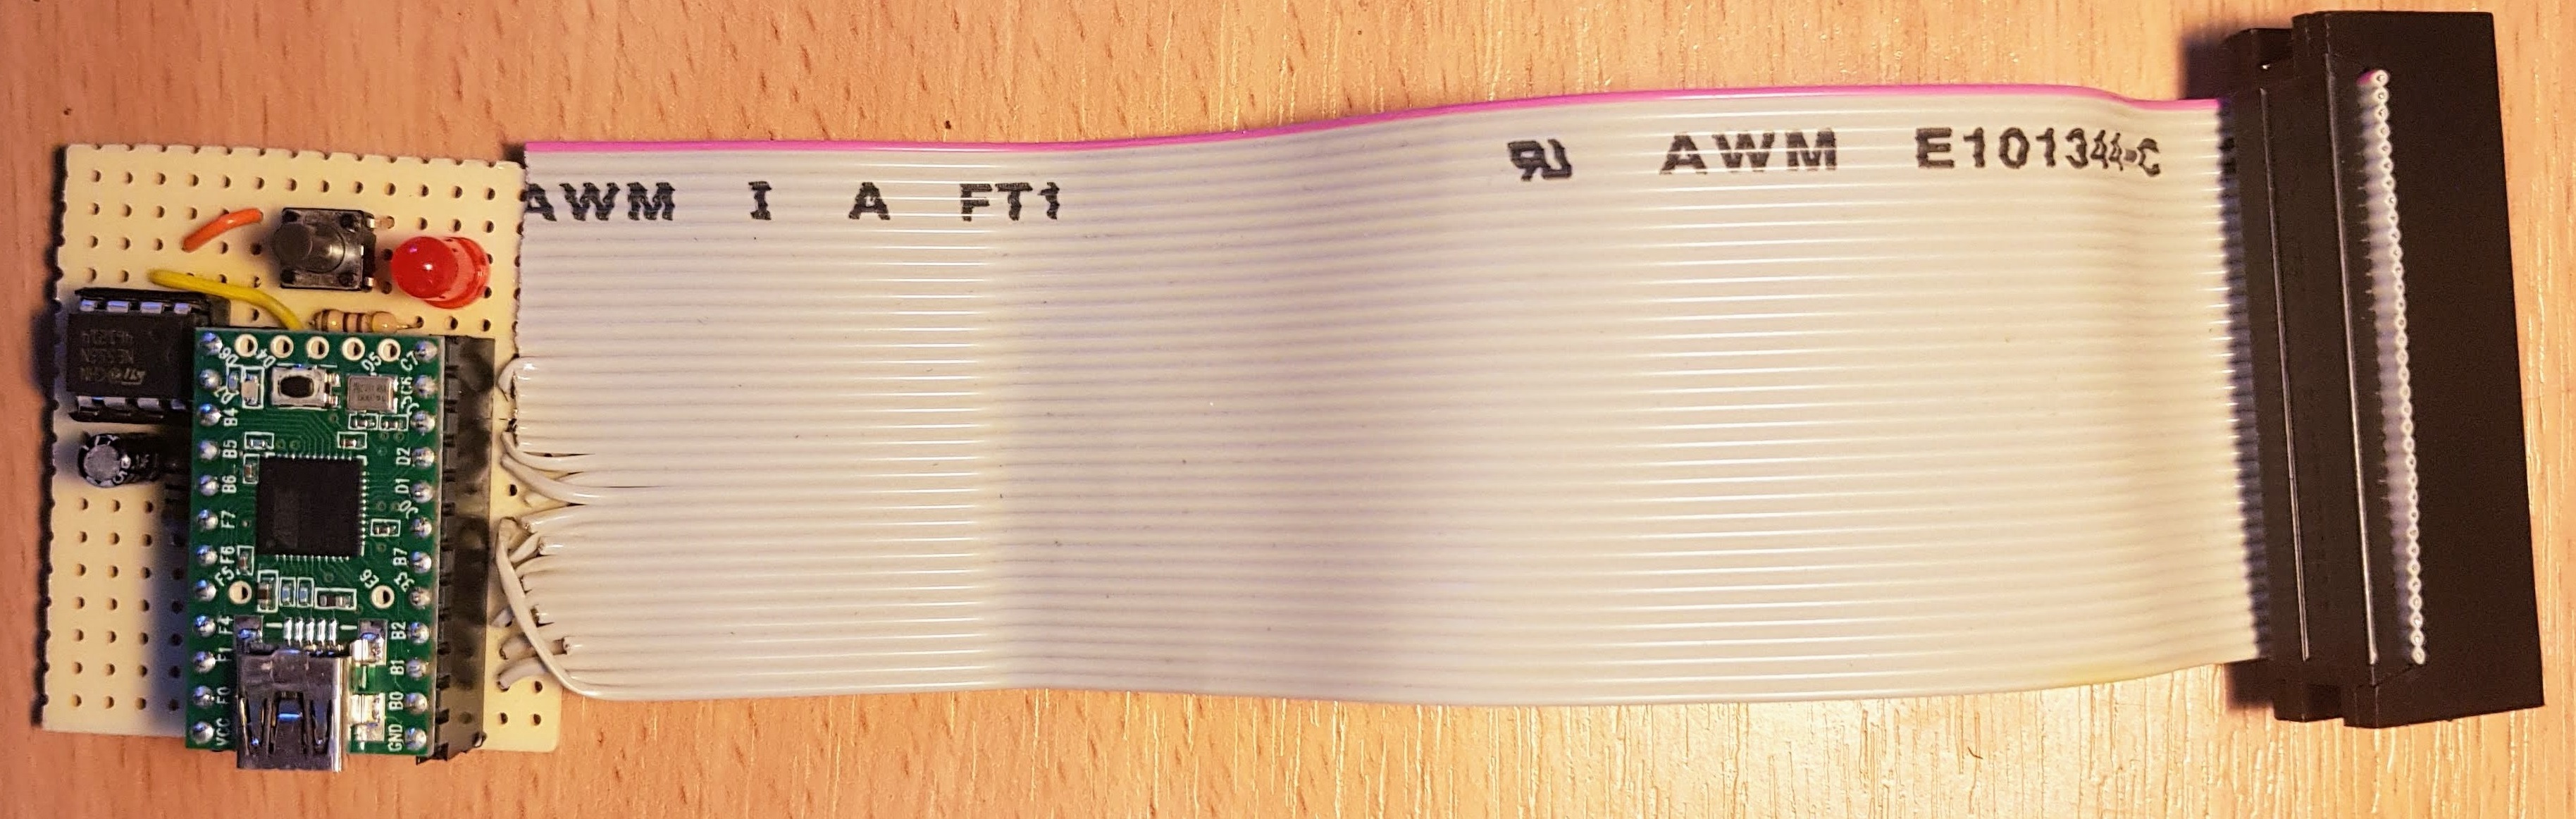 AWM I A FT1
AWM E101344-C
D6
D4
D5
C7
D7
C6
B4
B5
D2
B6
D1
D0
F7
F6
B7
F5
E6
F4
B2
F1
B1
F0
B0
VCC
GND